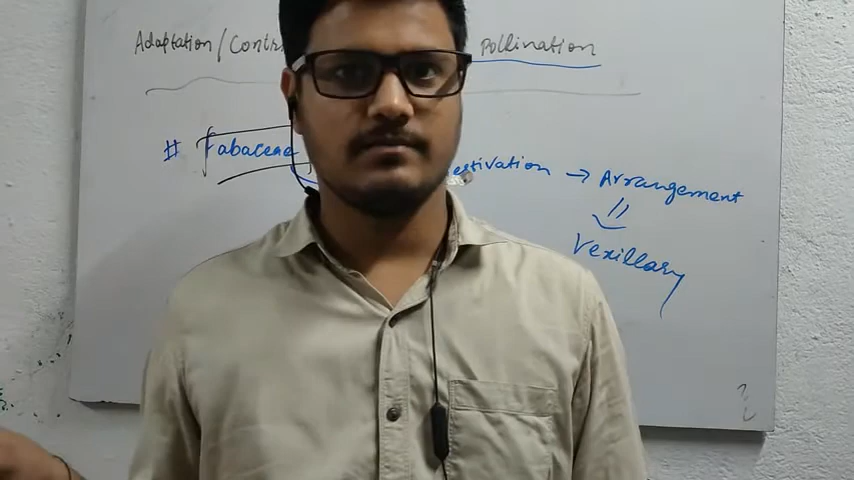 Adaptation / Contr Pollination
# Fabaceae estivation → Arrangement
Vexillary